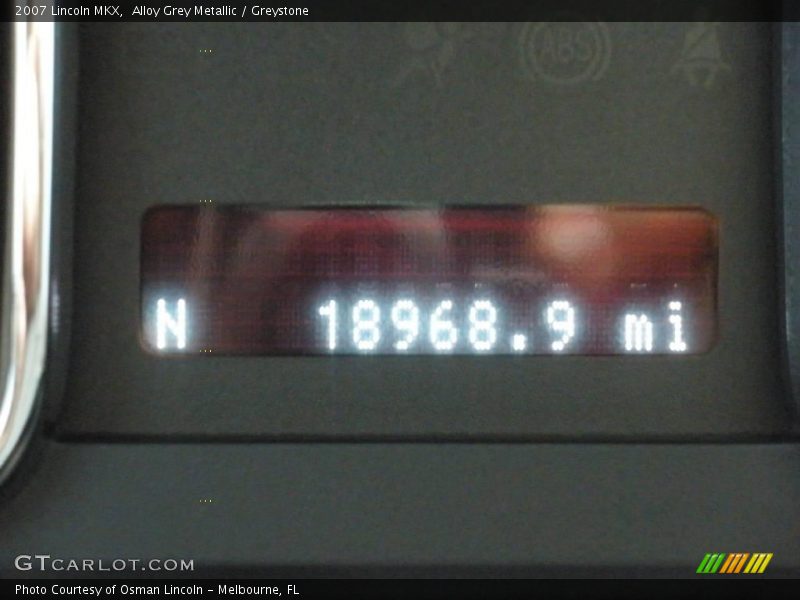 2007 Lincoln MKX,  Alloy Grey Metallic / Greystone
ABS
N 18968.9 mi
GTCARLOT.COM
Photo Courtesy of Osman Lincoln - Melbourne, FL